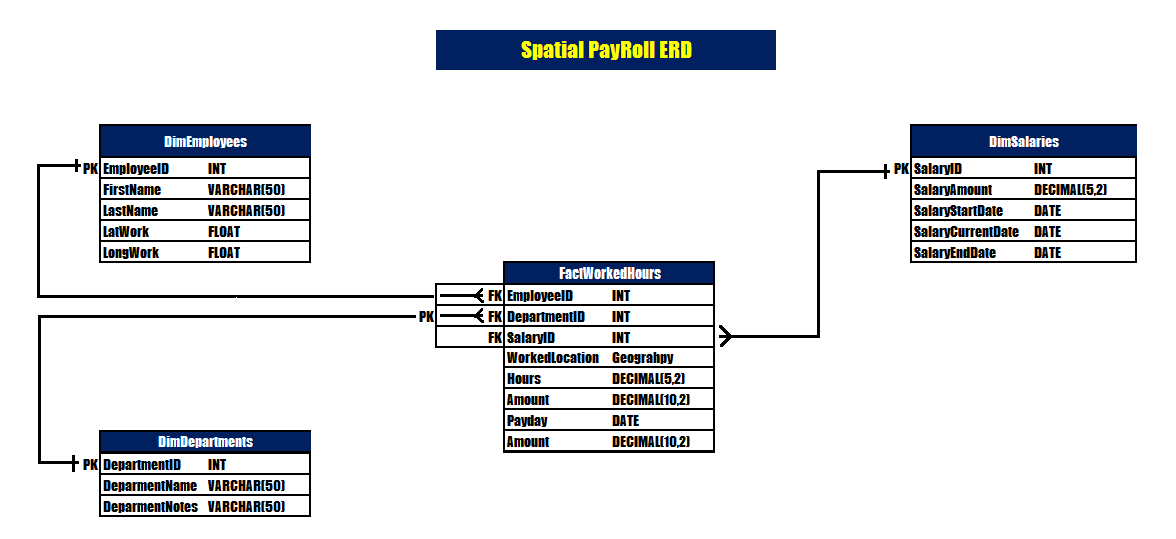 Spatial PayRoll ERD
DimEmployees
PK EmployeeID INT
FirstName VARCHAR(50)
LastName VARCHAR(50)
LatWork FLOAT
LongWork FLOAT
DimSalaries
PK SalaryID INT
SalaryAmount DECIMAL(5,2)
SalaryStartDate DATE
SalaryCurrentDate DATE
SalaryEndDate DATE
FactWorkedHours
FK EmployeeID INT
PK FK DepartmentID INT
FK SalaryID INT
WorkedLocation Geograhpy
Hours DECIMAL(5,2)
Amount DECIMAL(10,2)
Payday DATE
Amount DECIMAL(10,2)
DimDepartments
PK DepartmentID INT
DeparmentName VARCHAR(50)
DeparmentNotes VARCHAR(50)